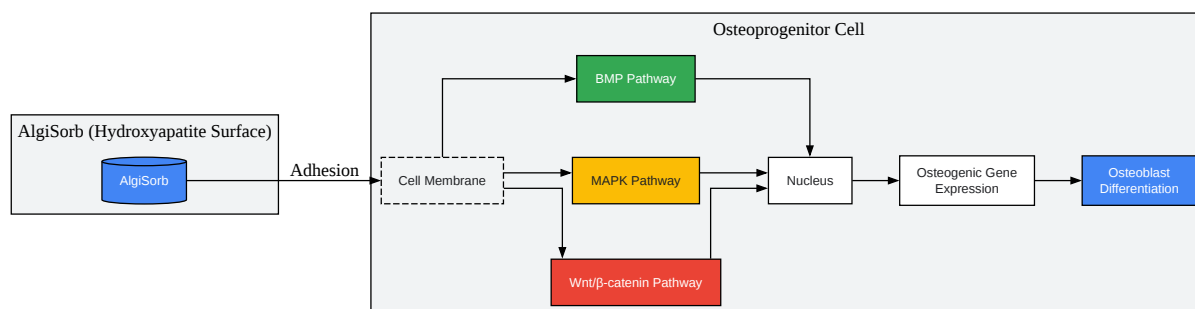 Osteoprogenitor Cell
BMP Pathway
AlgiSorb (Hydroxyapatite Surface)
AlgiSorb
Adhesion
Cell Membrane
MAPK Pathway
Nucleus
Osteogenic Gene
Expression
Osteoblast
Differentiation
Wnt/β-catenin Pathway